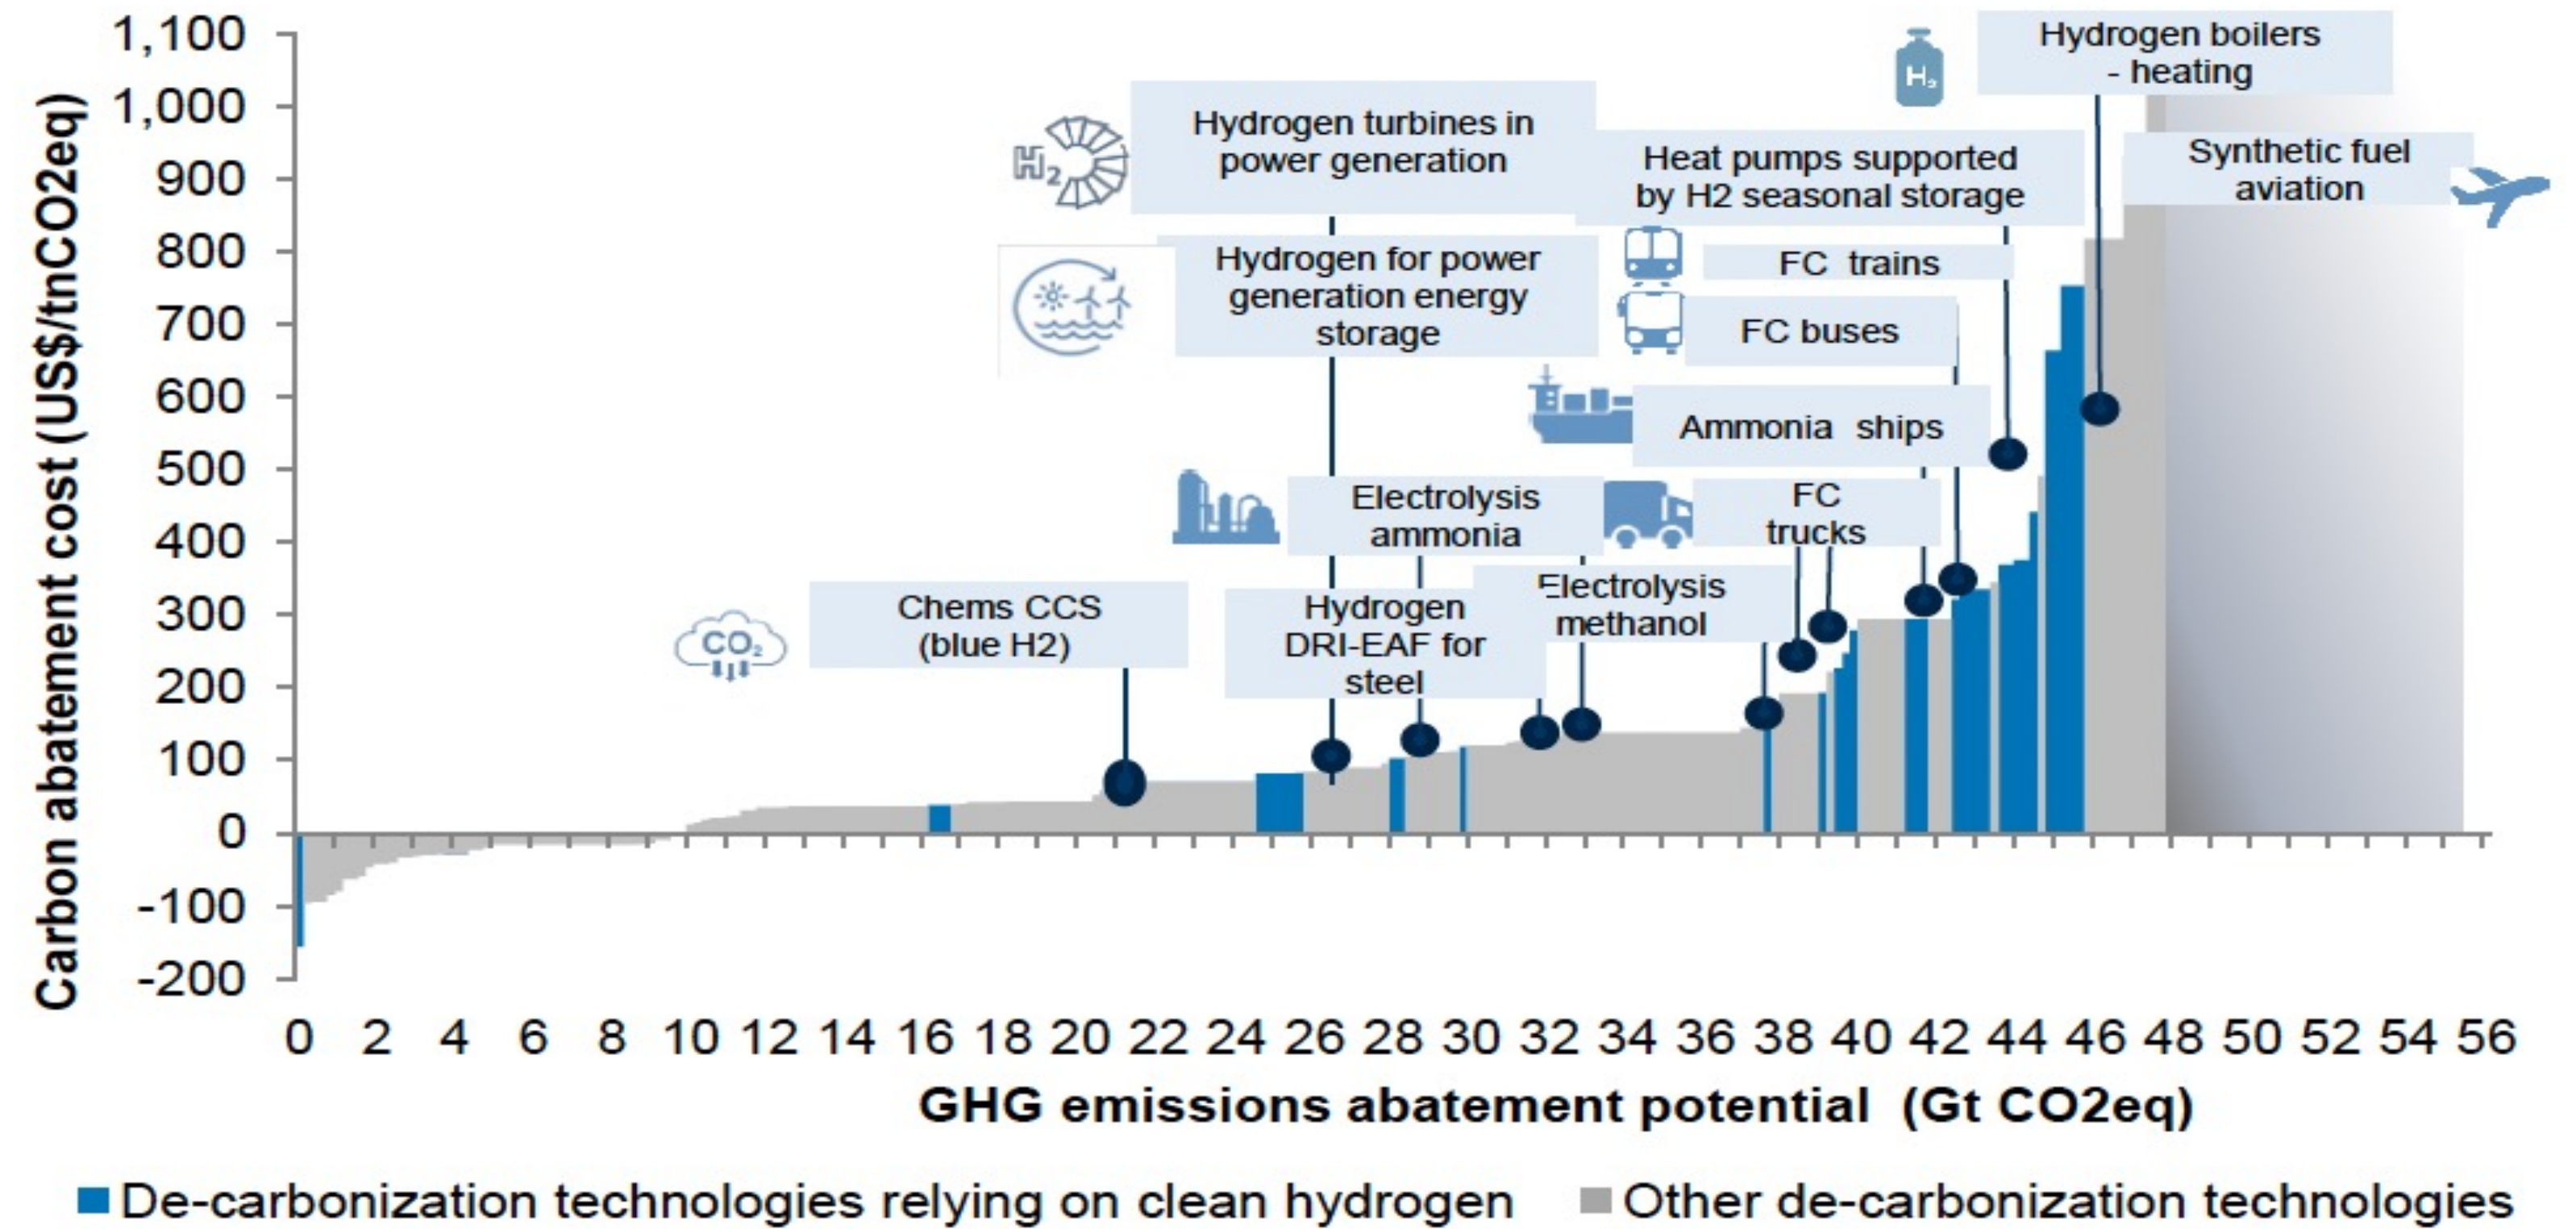 Carbon abatement cost (US$/tnCO2eq)
1,100
1,000
900
800
700
600
500
400
300
200
100
0
-100
-200
H2
Hydrogen boilers
- heating
Hydrogen turbines in
power generation
H2
Heat pumps supported
by H2 seasonal storage
Synthetic fuel
aviation
Hydrogen for power
generation energy
storage
FC trains
FC buses
Ammonia ships
Electrolysis
ammonia
FC
trucks
Chems CCS
(blue H2)
CO2
Hydrogen
DRI-EAF for
steel
Electrolysis
methanol
0 2 4 6 8 10 12 14 16 18 20 22 24 26 28 30 32 34 36 38 40 42 44 46 48 50 52 54 56
GHG emissions abatement potential (Gt CO2eq)
De-carbonization technologies relying on clean hydrogen
Other de-carbonization technologies